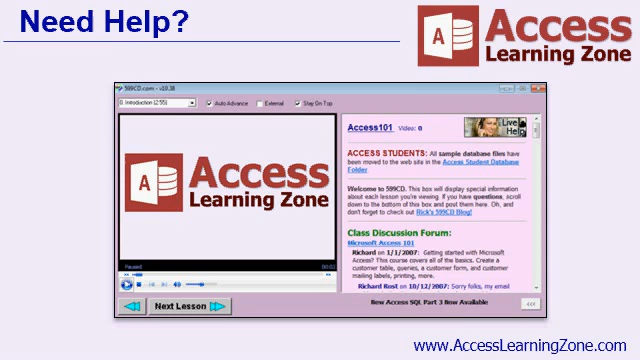 Need Help?
A
Access
Learning Zone
599CD.com - v10.38
0. Introduction (2:55)
Auto Advance
External
Stay On Top
A
Access
Learning Zone
Paused
00:03
Next Lesson
Access101 Video: 0
Live
Help
ACCESS STUDENTS: All sample database files have
been moved to the web site in the Access Student Database
Folder
Welcome to 599CD. This box will display special information
about each lesson you're viewing. If you have questions, scroll
down to the bottom of this box and post them here. Oh, and
don't forget to check out Rick's 599CD Blog!
Class Discussion Forum:
Microsoft Access 101
Richard on 1/1/2007: Getting started with Microsoft
Access? This course covers all of the basics. Create a
customer table, queries, a customer form, and customer
mailing labels, printing, more.
Richard Rost on 10/12/2007: Sorry folks, my email
New Access SQL Part 3 Now Available
<<<
www.AccessLearningZone.com